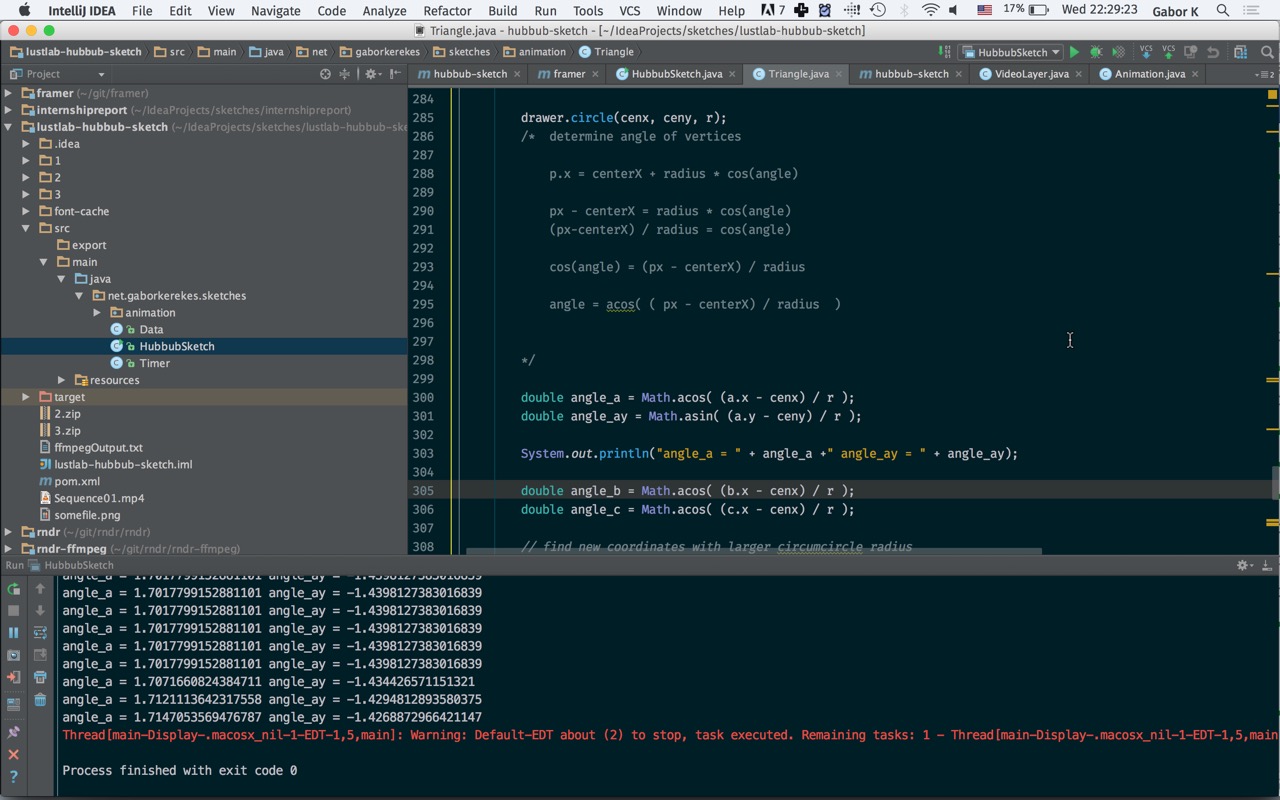 IntelliJ IDEA File Edit View Navigate Code Analyze Refactor Build Run Tools VCS Window Help 7 17% Wed 22:29:23 Gabor K
Triangle.java - hubbub-sketch - [~/IdeaProjects/sketches/lustlab-hubbub-sketch]
lustlab-hubbub-sketch src main java net gaborkerekes sketches animation Triangle HubbubSketch VCS VCS
Project
hubbub-sketch framer HubbubSketch.java Triangle.java hubbub-sketch VideoLayer.java Animation.java 2
framer (~/git/framer)
internshipreport (~/IdeaProjects/sketches/internshipreport)
lustlab-hubbub-sketch (~/IdeaProjects/sketches/lustlab-hubbub-ske
.idea
1
2
3
font-cache
src
export
main
java
net.gaborkerekes.sketches
animation
Data
HubbubSketch
Timer
resources
target
2.zip
3.zip
ffmpegOutput.txt
lustlab-hubbub-sketch.iml
pom.xml
Sequence01.mp4
somefile.png
rndr (~/git/rndr/rndr)
rndr-ffmpeg (~/git/rndr/rndr-ffmpeg)
284
285 drawer.circle(cenx, ceny, r);
286 /* determine angle of vertices
287
288 p.x = centerX + radius * cos(angle)
289
290 px - centerX = radius * cos(angle)
291 (px-centerX) / radius = cos(angle)
292
293 cos(angle) = (px - centerX) / radius
294
295 angle = acos( ( px - centerX) / radius )
296
297
298 */
299
300 double angle_a = Math.acos( (a.x - cenx) / r );
301 double angle_ay = Math.asin( (a.y - ceny) / r );
302
303 System.out.println("angle_a = " + angle_a +" angle_ay = " + angle_ay);
304
305 double angle_b = Math.acos( (b.x - cenx) / r );
306 double angle_c = Math.acos( (c.x - cenx) / r );
307
308 // find new coordinates with larger circumcircle radius
Run HubbubSketch
angle_a = 1.7017799152881101 angle_ay = -1.4398127383016839
angle_a = 1.7017799152881101 angle_ay = -1.4398127383016839
angle_a = 1.7017799152881101 angle_ay = -1.4398127383016839
angle_a = 1.7017799152881101 angle_ay = -1.4398127383016839
angle_a = 1.7017799152881101 angle_ay = -1.4398127383016839
angle_a = 1.7017799152881101 angle_ay = -1.4398127383016839
angle_a = 1.7071660824384711 angle_ay = -1.434426571151321
angle_a = 1.7121113642317558 angle_ay = -1.4294812893580375
angle_a = 1.7147053569476787 angle_ay = -1.4268872966421147
Thread[main-Display-.macosx_nil-1-EDT-1,5,main]: Warning: Default-EDT about (2) to stop, task executed. Remaining tasks: 1 - Thread[main-Display-.macosx_nil-1-EDT-1,5,main
Process finished with exit code 0